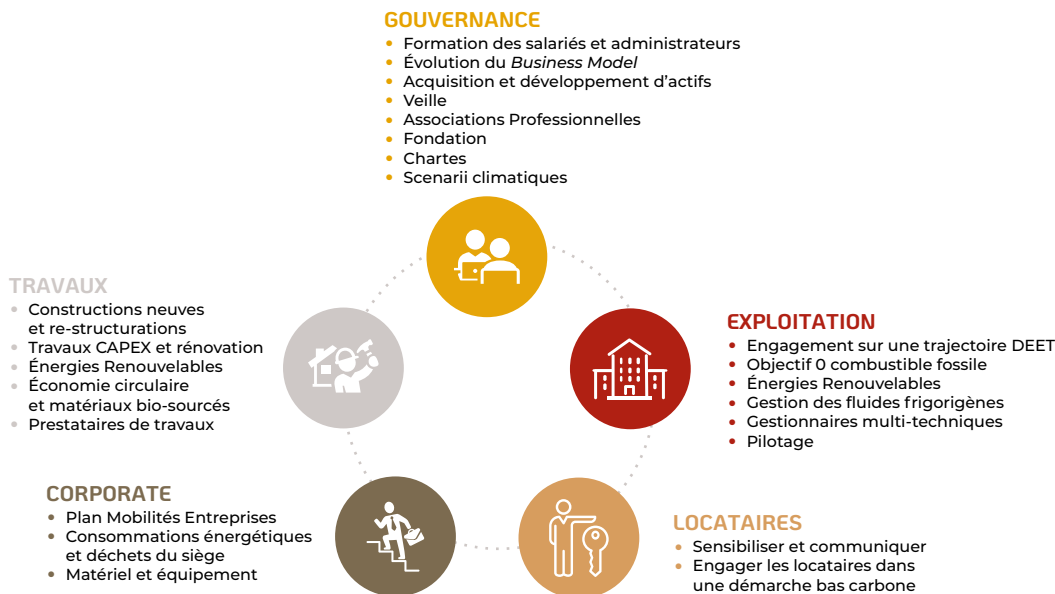 GOUVERNANCE
• Formation des salariés et administrateurs
• Évolution du Business Model
• Acquisition et développement d’actifs
• Veille
• Associations Professionnelles
• Fondation
• Chartes
• Scenarii climatiques
TRAVAUX
• Constructions neuves
et re-structurations
• Travaux CAPEX et rénovation
• Énergies Renouvelables
• Économie circulaire
et matériaux bio-sourcés
• Prestataires de travaux
EXPLOITATION
• Engagement sur une trajectoire DEET
• Objectif 0 combustible fossile
• Énergies Renouvelables
• Gestion des fluides frigorigènes
• Gestionnaires multi-techniques
• Pilotage
CORPORATE
• Plan Mobilités Entreprises
• Consommations énergétiques
et déchets du siège
• Matériel et équipement
LOCATAIRES
• Sensibiliser et communiquer
• Engager les locataires dans
une démarche bas carbone